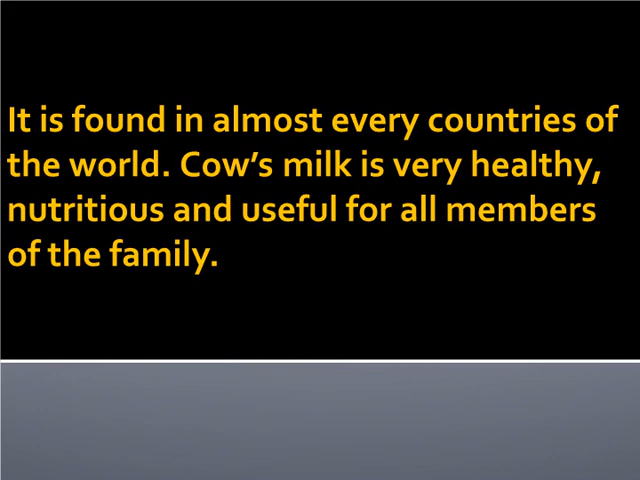 It is found in almost every countries of
the world. Cow’s milk is very healthy,
nutritious and useful for all members
of the family.